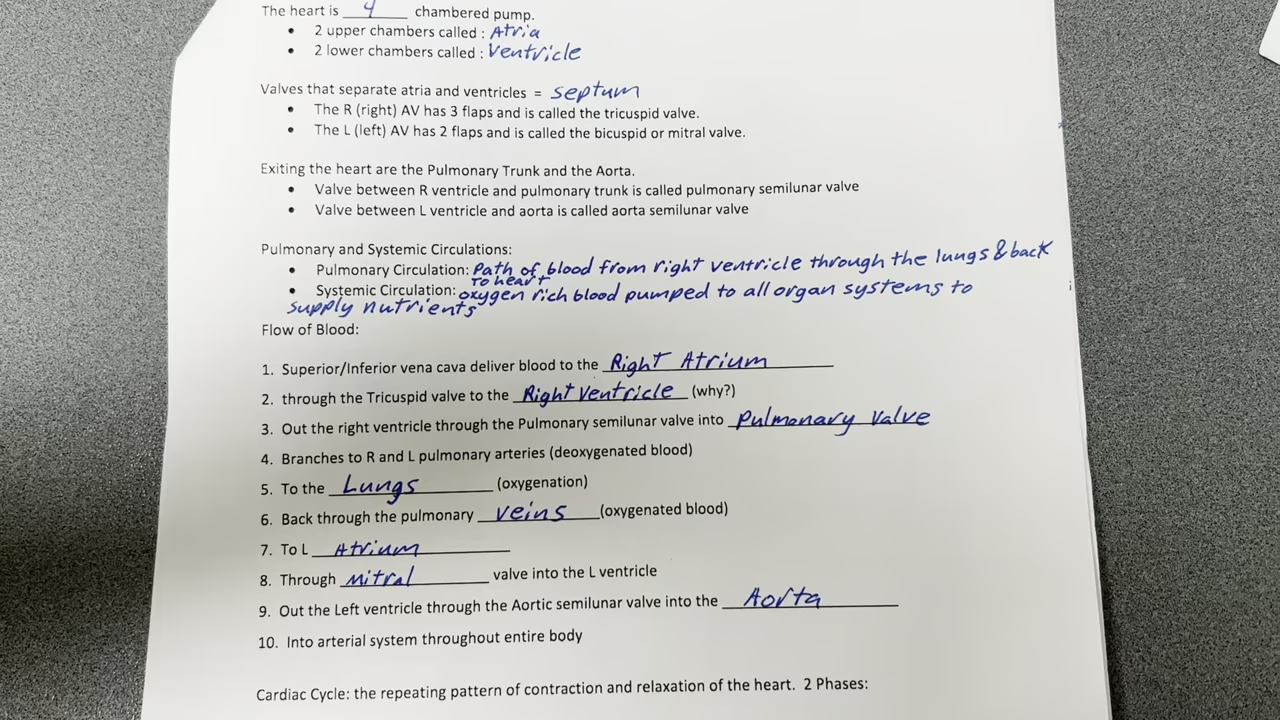 The heart is 4 chambered pump.
• 2 upper chambers called : Atria
• 2 lower chambers called : Ventricle
Valves that separate atria and ventricles = septum
• The R (right) AV has 3 flaps and is called the tricuspid valve.
• The L (left) AV has 2 flaps and is called the bicuspid or mitral valve.
Exiting the heart are the Pulmonary Trunk and the Aorta.
• Valve between R ventricle and pulmonary trunk is called pulmonary semilunar valve
• Valve between L ventricle and aorta is called aorta semilunar valve
Pulmonary and Systemic Circulations:
• Pulmonary Circulation: Path of blood from right ventricle through the lungs & back
to heart
• Systemic Circulation: oxygen rich blood pumped to all organ systems to
supply nutrients
Flow of Blood:
1. Superior/Inferior vena cava deliver blood to the Right Atrium
2. through the Tricuspid valve to the Right Ventricle (why?)
3. Out the right ventricle through the Pulmonary semilunar valve into Pulmonary Valve
4. Branches to R and L pulmonary arteries (deoxygenated blood)
5. To the Lungs (oxygenation)
6. Back through the pulmonary veins (oxygenated blood)
7. To L Atrium
8. Through Mitral valve into the L ventricle
9. Out the Left ventricle through the Aortic semilunar valve into the Aorta
10. Into arterial system throughout entire body
Cardiac Cycle: the repeating pattern of contraction and relaxation of the heart. 2 Phases: